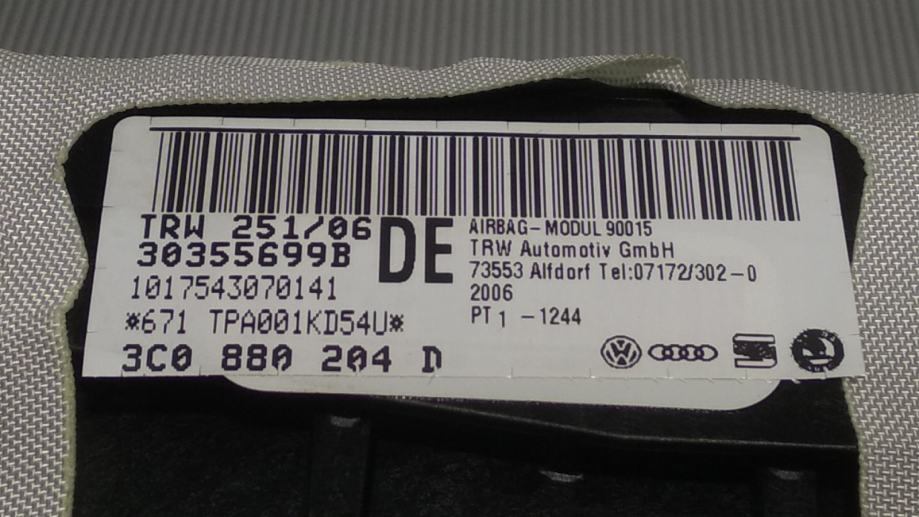 TRW 251/06
30355699B
DE
1017543070141
*671 TPA001KD54U*
3C0 880 204 D
AIRBAG-MODUL 90015
TRW Automotiv GmbH
73553 Alfdorf Tel:07172/302-0
2006
PT 1 -1244